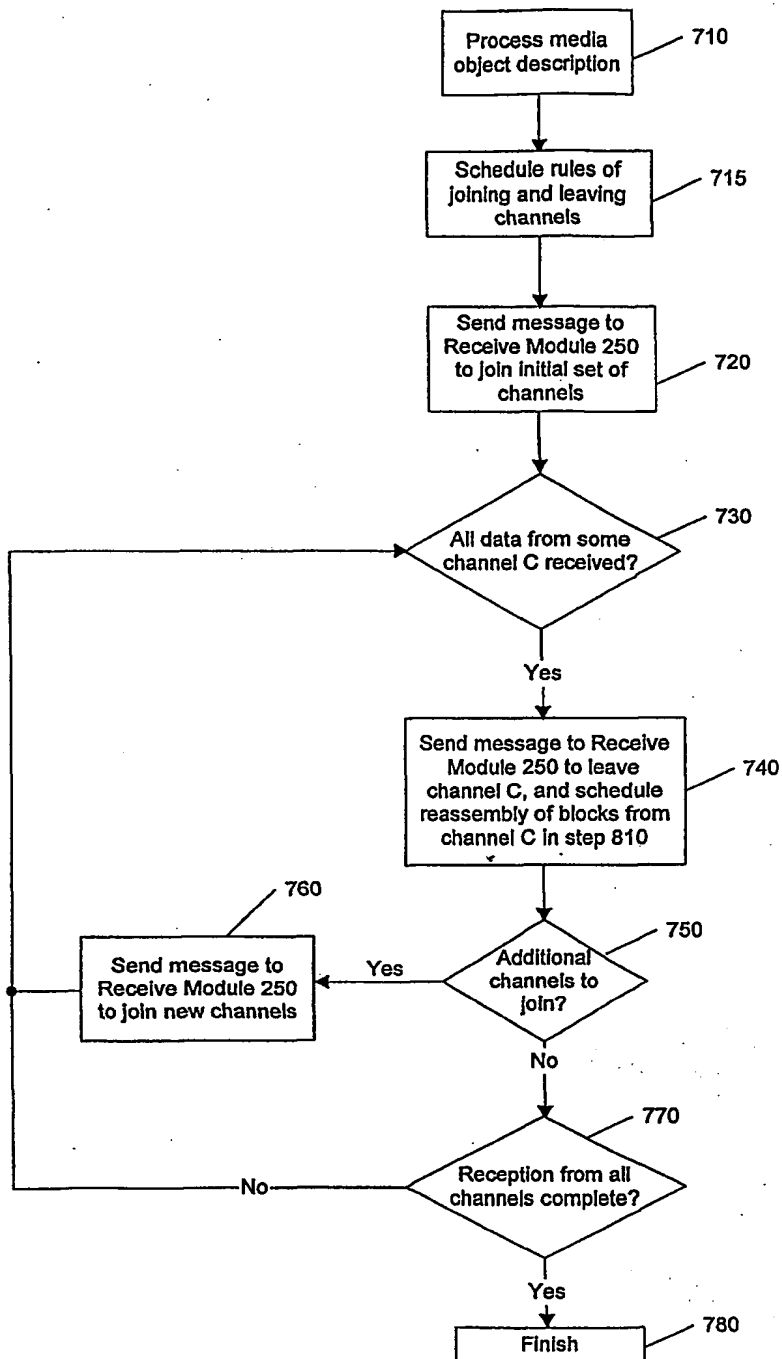 Process media
object description
710
Schedule rules of
joining and leaving
channels
715
Send message to
Receive Module 250
to join initial set of
channels
720
All data from some
channel C received?
730
Yes
Send message to Receive
Module 250 to leave
channel C, and schedule
reassembly of blocks from
channel C in step 810
740
Additional
channels to
join?
750
Yes
Send message to
Receive Module 250
to join new channels
760
No
Reception from all
channels complete?
770
No
Yes
Finish
780